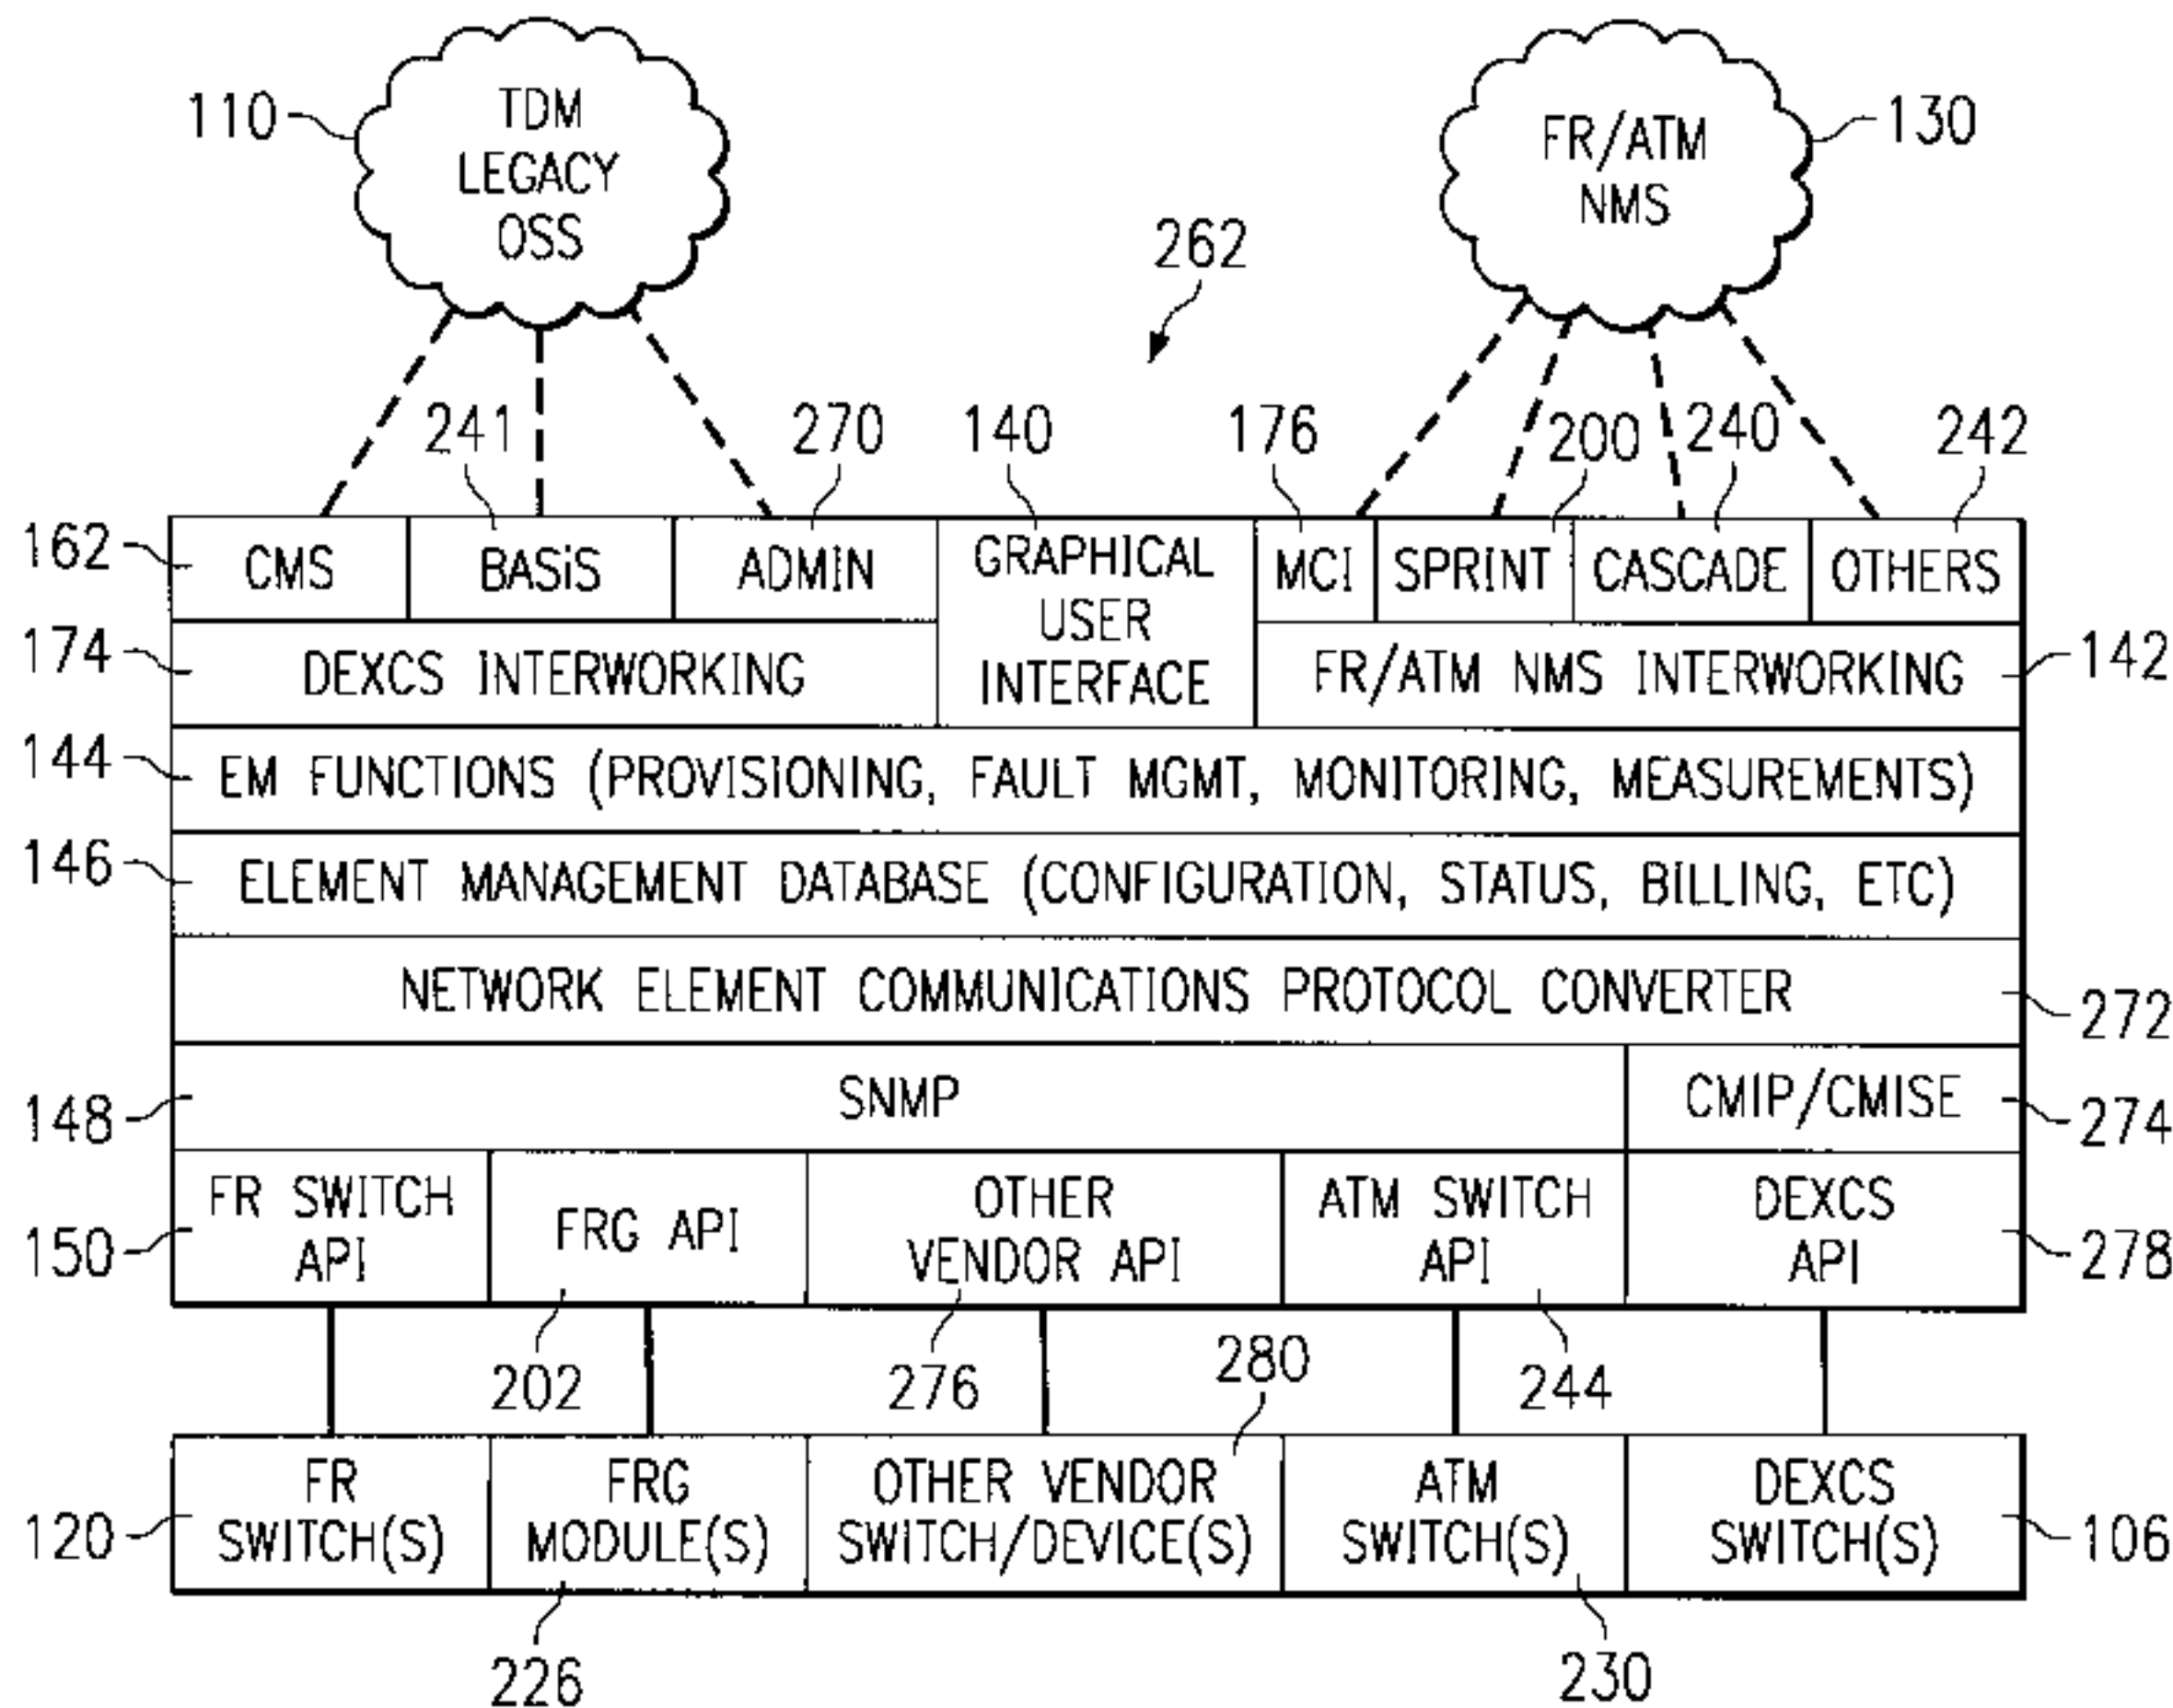 TDM
LEGACY
OSS
110
FR/ATM
NMS
130
262
241
270
140
176
200
240
242
162
CMS
BASiS
ADMIN
GRAPHICAL
USER
INTERFACE
MCI
SPRINT
CASCADE
OTHERS
174
DEXCS INTERWORKING
FR/ATM NMS INTERWORKING
142
144
EM FUNCTIONS (PROVISIONING, FAULT MGMT, MONITORING, MEASUREMENTS)
146
ELEMENT MANAGEMENT DATABASE (CONFIGURATION, STATUS, BILLING, ETC)
NETWORK ELEMENT COMMUNICATIONS PROTOCOL CONVERTER
272
148
SNMP
CMIP/CMISE
274
150
FR SWITCH
API
FRG API
OTHER
VENDOR API
ATM SWITCH
API
DEXCS
API
278
202
276
280
244
120
FR
SWITCH(S)
FRG
MODULE(S)
OTHER VENDOR
SWITCH/DEVICE(S)
ATM
SWITCH(S)
DEXCS
SWITCH(S)
106
226
230